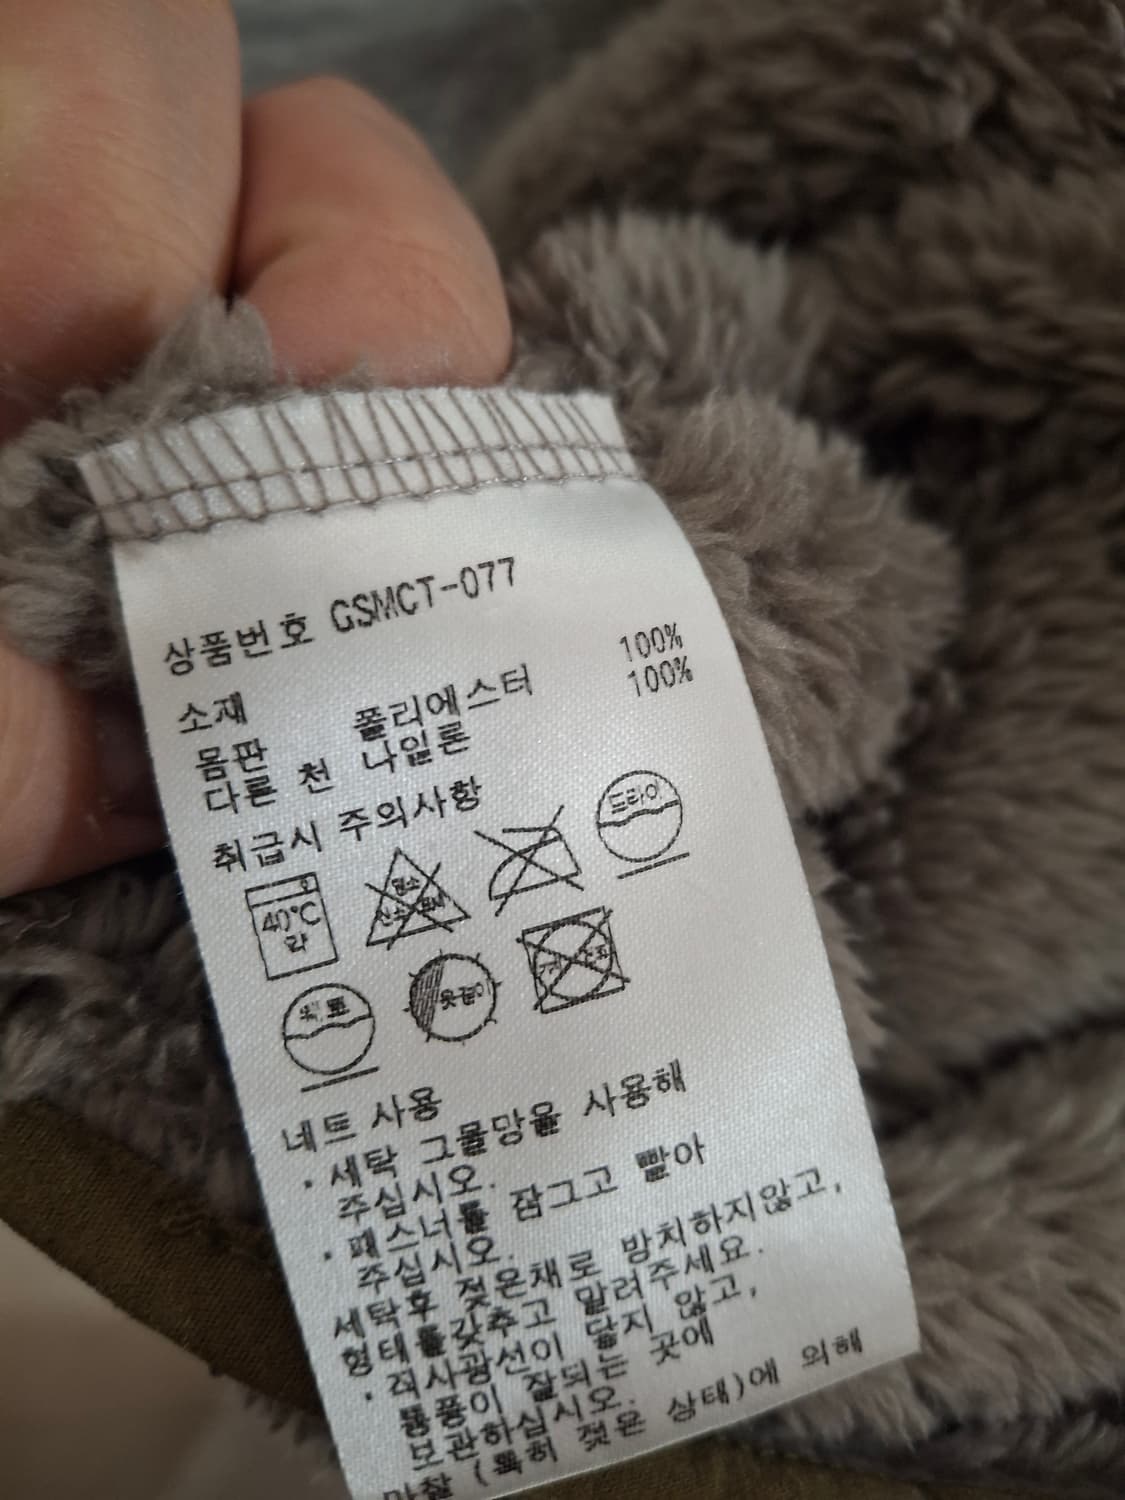 상품번호 GSMCT-077
소재
몸판 폴리에스터 100%
다른 천 나일론 100%
취급시 주의사항
40°C 약
염소 산소 표백
드라이
웨트
옷걸이
네트 사용
· 세탁 그물망을 사용해
주십시오.
· 패스너를 잠그고 빨아
주십시오.
세탁후 젖은채로 방치하지않고,
형태를갖추고 말려주세요.
· 직사광선이 닿지 않고,
통풍이 잘되는 곳에
보관하십시오.
마찰 (특히 젖은 상태)에 의해